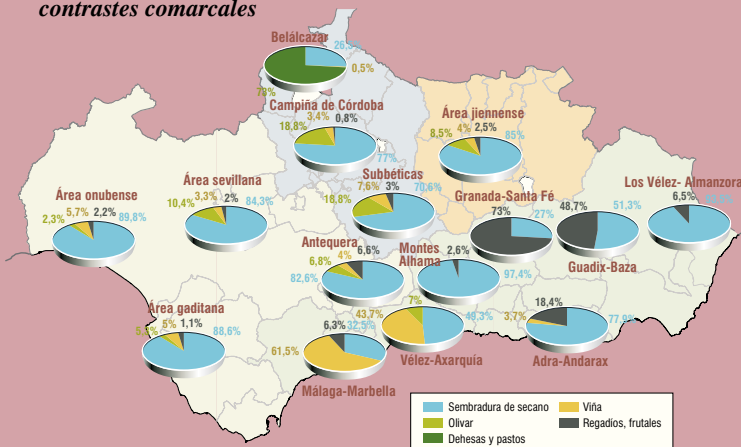 contrastes comarcales
Belálcazar
0,5%
Campiña de Córdoba
3,4%
0,8%
18,8%
77%
Área jiennense
8,5%
4%
2,5%
85%
Subbéticas
7,6%
3%
70,6%
18,8%
Área sevillana
3,3%
2%
10,4%
84,3%
Área onubense
5,7%
2,2%
2,3%
89,8%
Granada-Santa Fé
73%
27%
Los Vélez- Almanzora
6,5%
48,7%
51,3%
Guadix-Baza
Antequera
4%
6,6%
6,8%
82,6%
Montes
Alhama
2,6%
97,4%
Área gaditana
5%
1,1%
88,6%
43,7%
7%
49,3%
Vélez-Axarquía
6,3%
32,5%
61,5%
Málaga-Marbella
18,4%
3,7%
77,9%
Adra-Andarax
Sembradura de secano
Viña
Olivar
Regadíos, frutales
Dehesas y pastos